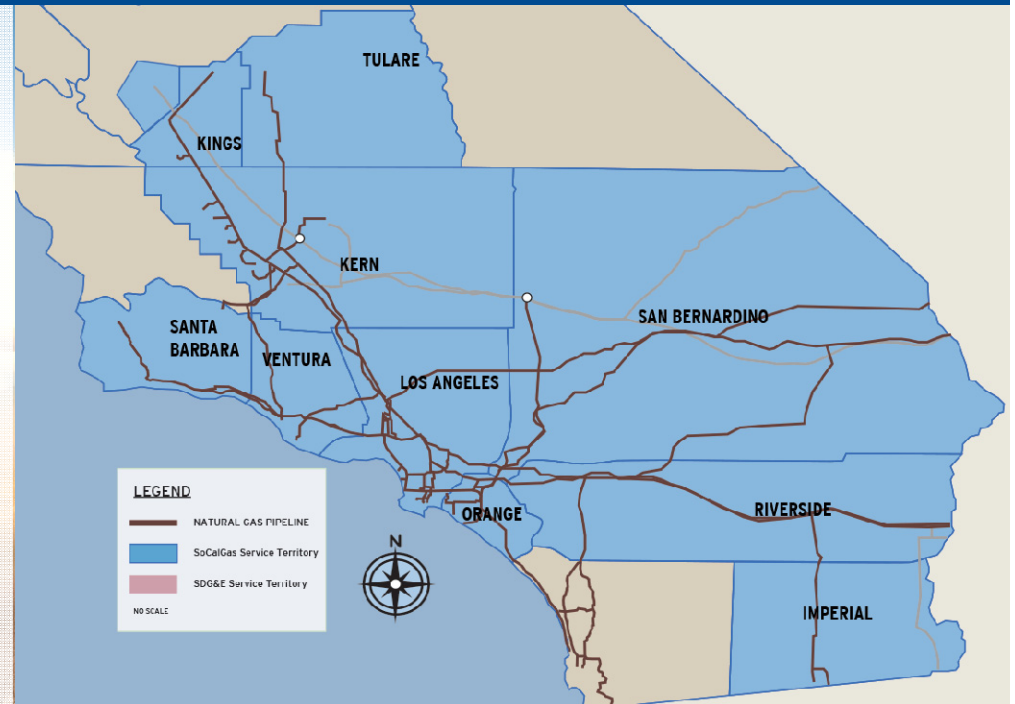 TULARE
KINGS
KERN
SAN BERNARDINO
SANTA
BARBARA
VENTURA
LOS ANGELES
LEGEND
NATURAL GAS PIPELINE
SoCalGas Service Territory
SDG&E Service Territory
NO SCALE
N
ORANGE
RIVERSIDE
IMPERIAL